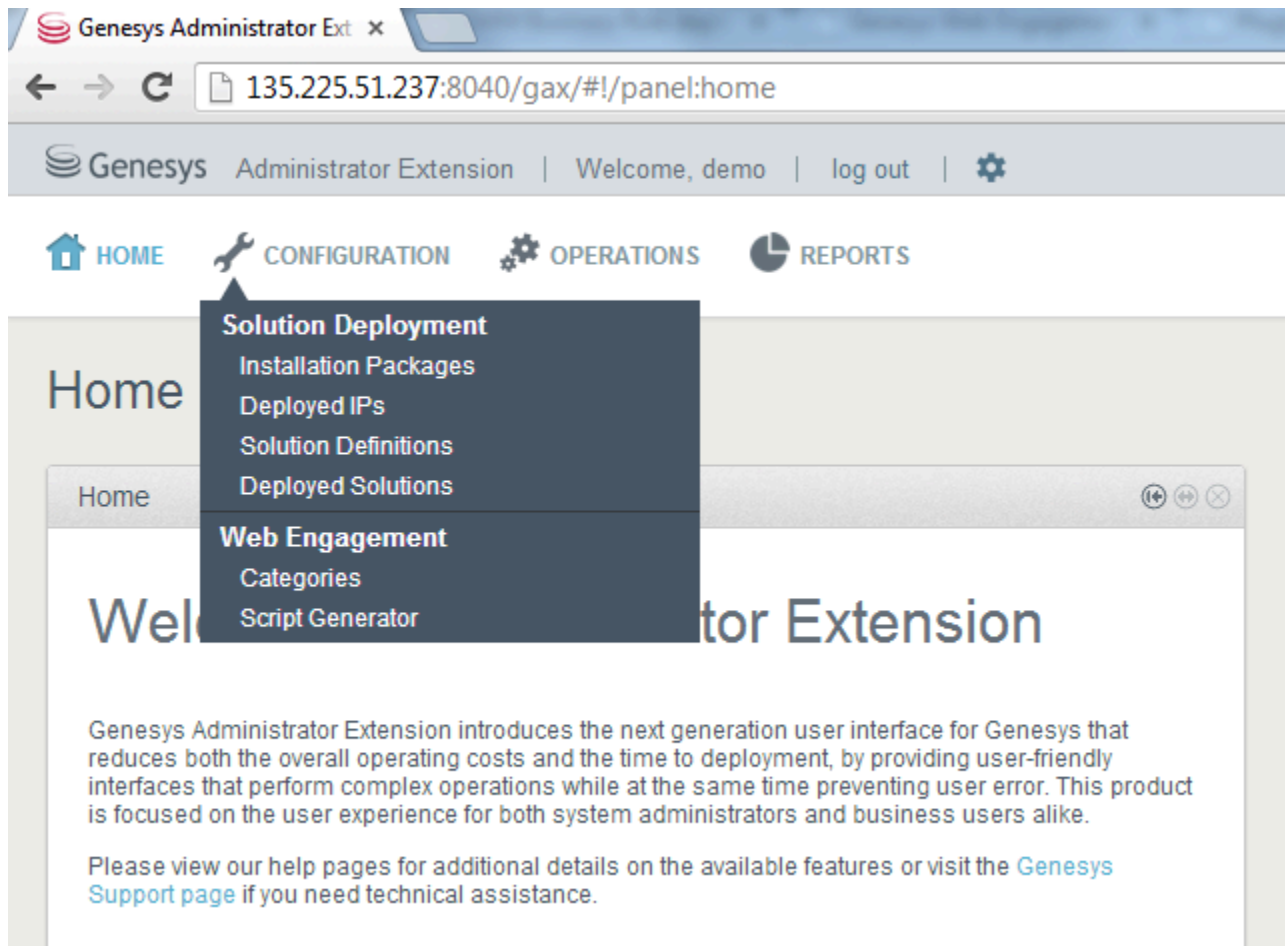 Genesys Administrator Ext
135.225.51.237:8040/gax/#!/panel:home
Genesys Administrator Extension | Welcome, demo | log out |
HOME CONFIGURATION OPERATIONS REPORTS
Solution Deployment
Installation Packages
Deployed IPs
Solution Definitions
Deployed Solutions
Web Engagement
Categories
Script Generator
Home
Home
tor Extension
Genesys Administrator Extension introduces the next generation user interface for Genesys that
reduces both the overall operating costs and the time to deployment, by providing user-friendly
interfaces that perform complex operations while at the same time preventing user error. This product
is focused on the user experience for both system administrators and business users alike.
Please view our help pages for additional details on the available features or visit the Genesys
Support page if you need technical assistance.